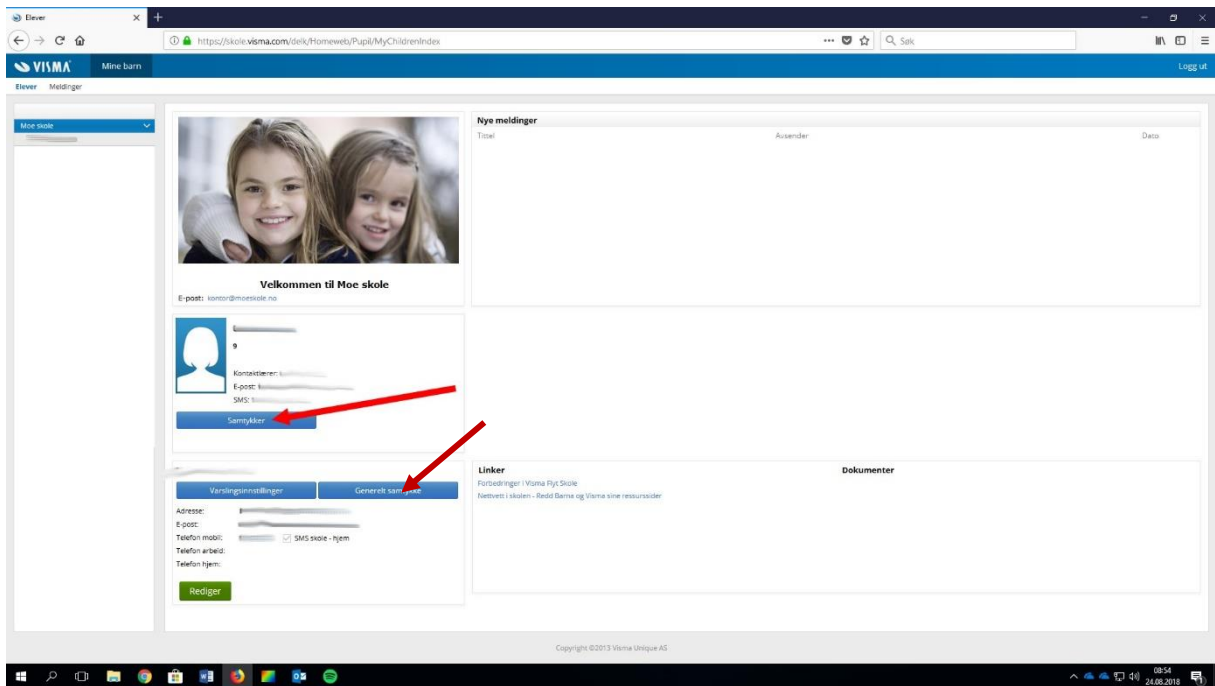 Elever
https://skole.visma.com/deik/Homeweb/Pupil/MyChildrenIndex
Søk
VISMA
Mine barn
Logg ut
Elever Meldinger
Moe skole
Nye meldinger
Tittel Avsender Dato
Velkommen til Moe skole
E-post: kontor@moeskole.no
9
Kontaktlærer:
E-post:
SMS:
Samtykker
Varslingsinnstillinger
Generelt samtykke
Adresse:
E-post:
Telefon mobil: SMS skole - hjem
Telefon arbeid:
Telefon hjem:
Rediger
Linker
Forbedringer i Visma Flyt Skole
Nettvett i skolen - Redd Barna og Visma sine ressurssider
Dokumenter
Copyright ©2013 Visma Unique AS
08:54
24.08.2018